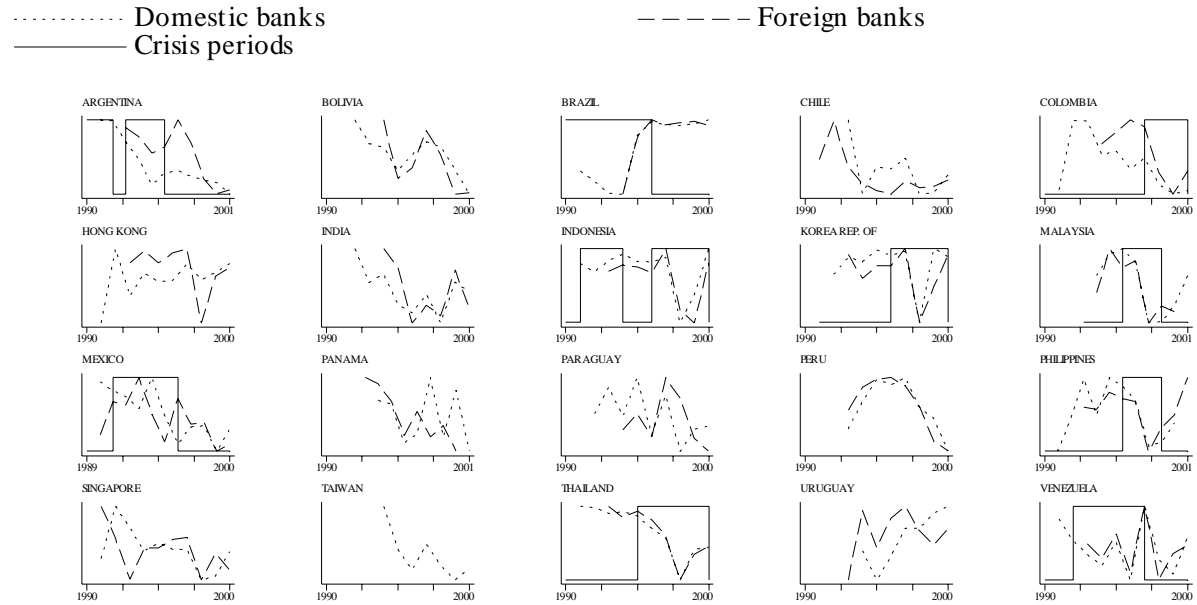 Domestic banks Foreign banks
Crisis periods
ARGENTINA BOLIVIA BRAZIL CHILE COLOMBIA
1990 2001 1990 2000 1990 2000 1990 2000 1990 2000
HONG KONG INDIA INDONESIA KOREA REP. OF MALAYSIA
1990 2000 1990 2000 1990 2000 1990 2000 1990 2001
MEXICO PANAMA PARAGUAY PERU PHILIPPINES
1989 2000 1990 2001 1990 2000 1990 2000 1990 2001
SINGAPORE TAIWAN THAILAND URUGUAY VENEZUELA
1990 2000 1990 2000 1990 2000 1990 2000 1990 2000